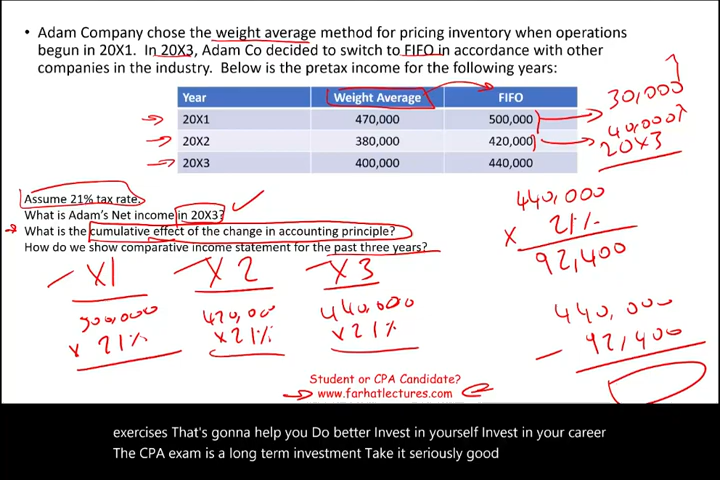 • Adam Company chose the weight average method for pricing inventory when operations
begun in 20X1. In 20X3, Adam Co decided to switch to FIFO in accordance with other
companies in the industry. Below is the pretax income for the following years:
Year Weight Average FIFO
20X1 470,000 500,000
20X2 380,000 420,000
20X3 400,000 440,000
30,000
40,000
20X3
Assume 21% tax rate.
What is Adam's Net income in 20X3?
What is the cumulative effect of the change in accounting principle?
How do we show comparative income statement for the past three years?
440,000
x 21%
92,400
X1 X2 X3
500,000 420,000 440,000
x 21% x 21% x 21%
440,000
- 92,400
Student or CPA Candidate?
www.farhatlectures.com
exercises That's gonna help you Do better Invest in yourself Invest in your career
The CPA exam is a long term investment Take it seriously good